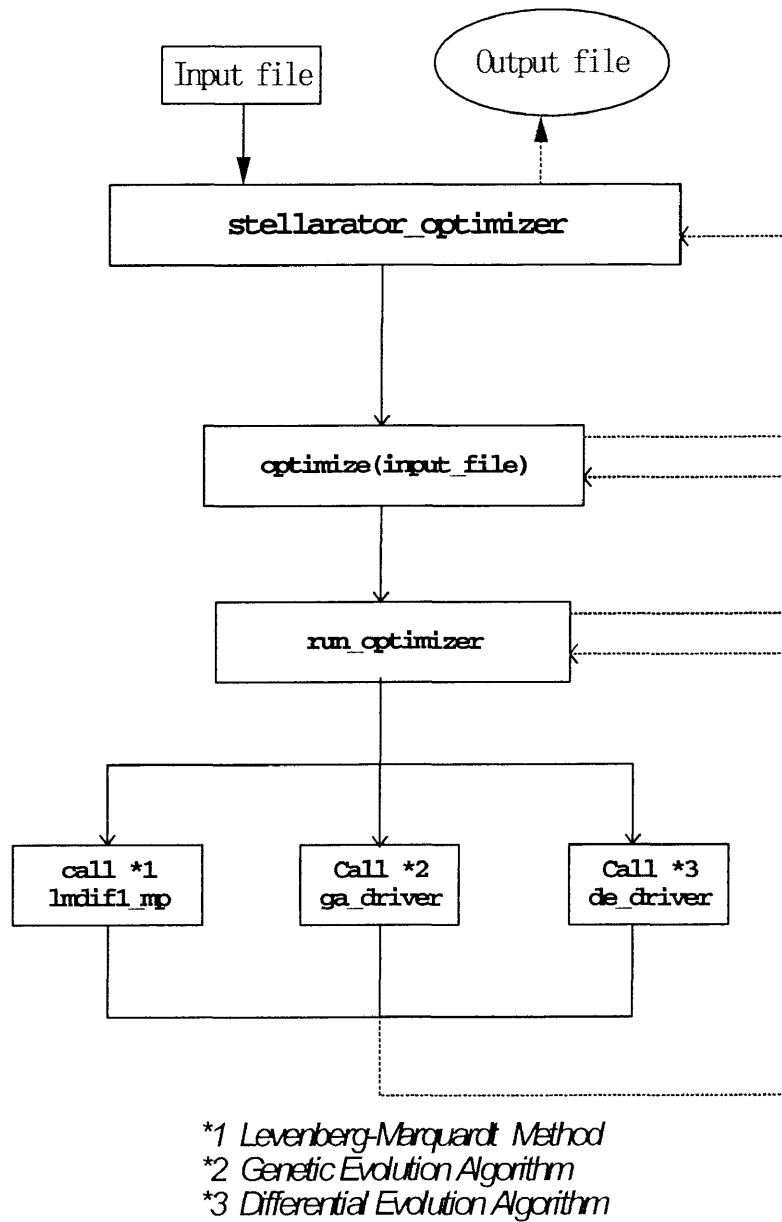 Input file
Output file
stellarator_optimizer
optimize(input_file)
run_optimizer
call *1
lmdif1_mp
Call *2
ga_driver
Call *3
de_driver
*1 Levenberg-Marquardt Method
*2 Genetic Evolution Algorithm
*3 Differential Evolution Algorithm